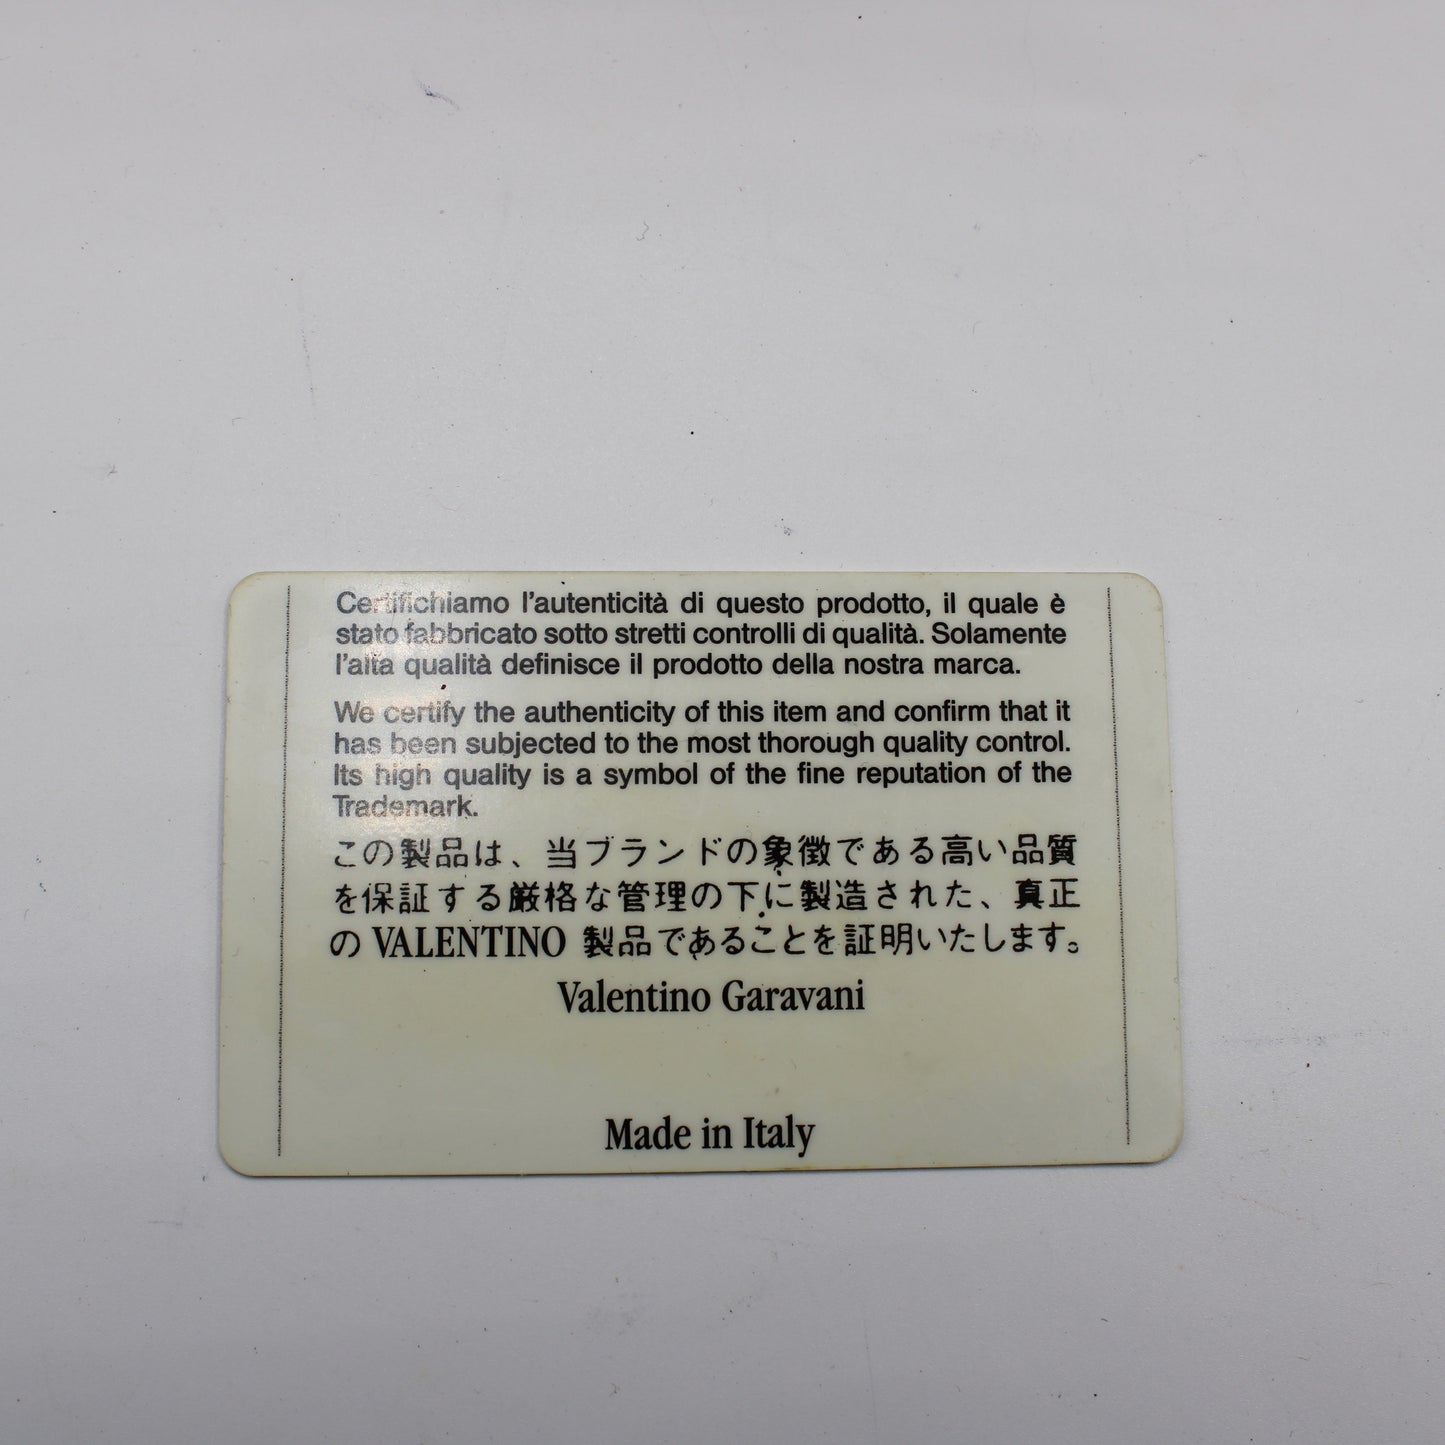 Certifichiamo l'autenticità di questo prodotto, il quale è
stato fabbricato sotto stretti controlli di qualità. Solamente
l'alta qualità definisce il prodotto della nostra marca.
We certify the authenticity of this item and confirm that it
has been subjected to the most thorough quality control.
Its high quality is a symbol of the fine reputation of the
Trademark.
この製品は、当ブランドの象徴である高い品質
を保証する厳格な管理の下に製造された、真正
の VALENTINO 製品であることを証明いたします。
Valentino Garavani
Made in Italy